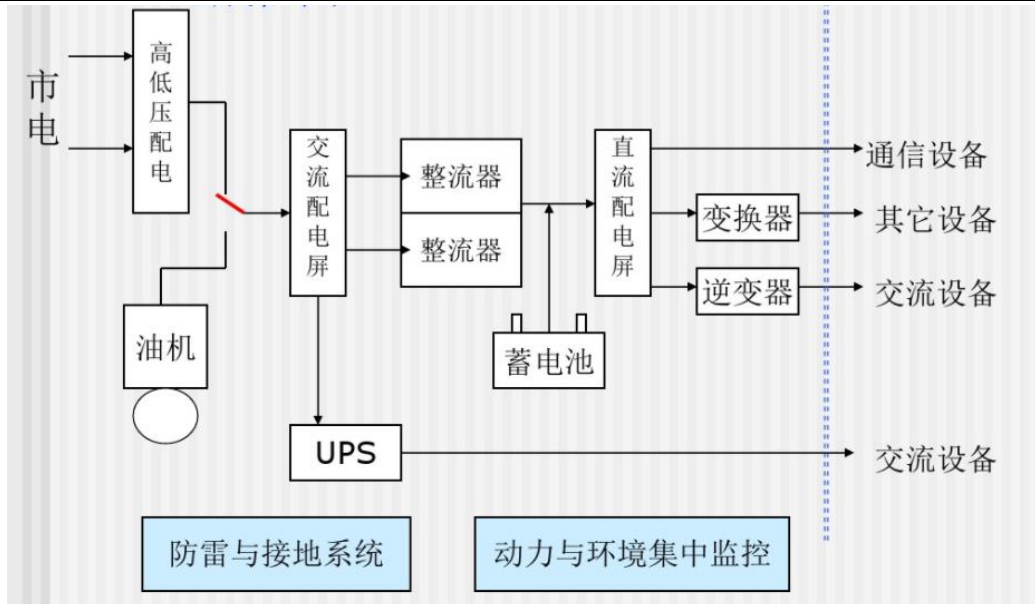 市电
高低压配电
交流配电屏
整流器
整流器
直流配电屏
通信设备
变换器
其它设备
逆变器
交流设备
油机
蓄电池
UPS
交流设备
防雷与接地系统
动力与环境集中监控